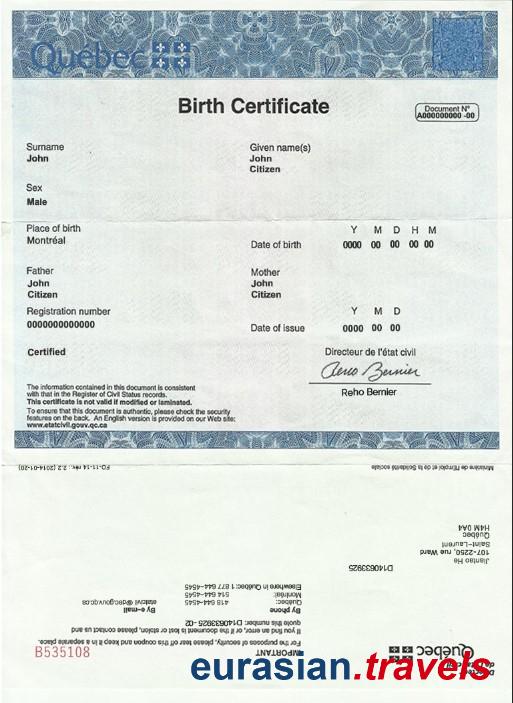 Québec
Birth Certificate
Document N°
A000000000 -00
Surname
John
Given name(s)
John
Citizen
Sex
Male
Place of birth
Montréal
Y M D H M
Date of birth 0000 00 00 00 00
Father
John
Citizen
Mother
John
Citizen
Registration number
0000000000000
Y M D
Date of issue 0000 00 00
Certified
Directeur de l'état civil
Reho Bernier
Reho Bernier
The information contained in this document is consistent
with that in the Register of Civil Status records.
This certificate is not valid if modified or laminated.
To ensure that this document is authentic, please check the security
features on the back. An English version is provided on our Web site:
www.etatcivil.gouv.qc.ca
FO-11-14 rév. : 2.2 (2014-01-20)
Ministère de l'Emploi et de la Solidarité sociale
Québec
Directeur
de l'état civil
IMPORTANT
For the purposes of security, please tear off this coupon and keep it in a separate place.
If you find an error, or if the document is lost or stolen, please contact us and
quote this number: D140633925-02
By phone
Québec: 418 644-4545
Montréal: 514 644-4545
Elsewhere in Québec: 1 877 644-4545
By e-mail
etatcivil@dec.gouv.qc.ca
D140633925
Jiantao He
107-2250, rue Ward
Saint-Laurent
Québec
H4M 0A4
B535108
eurasian.travels